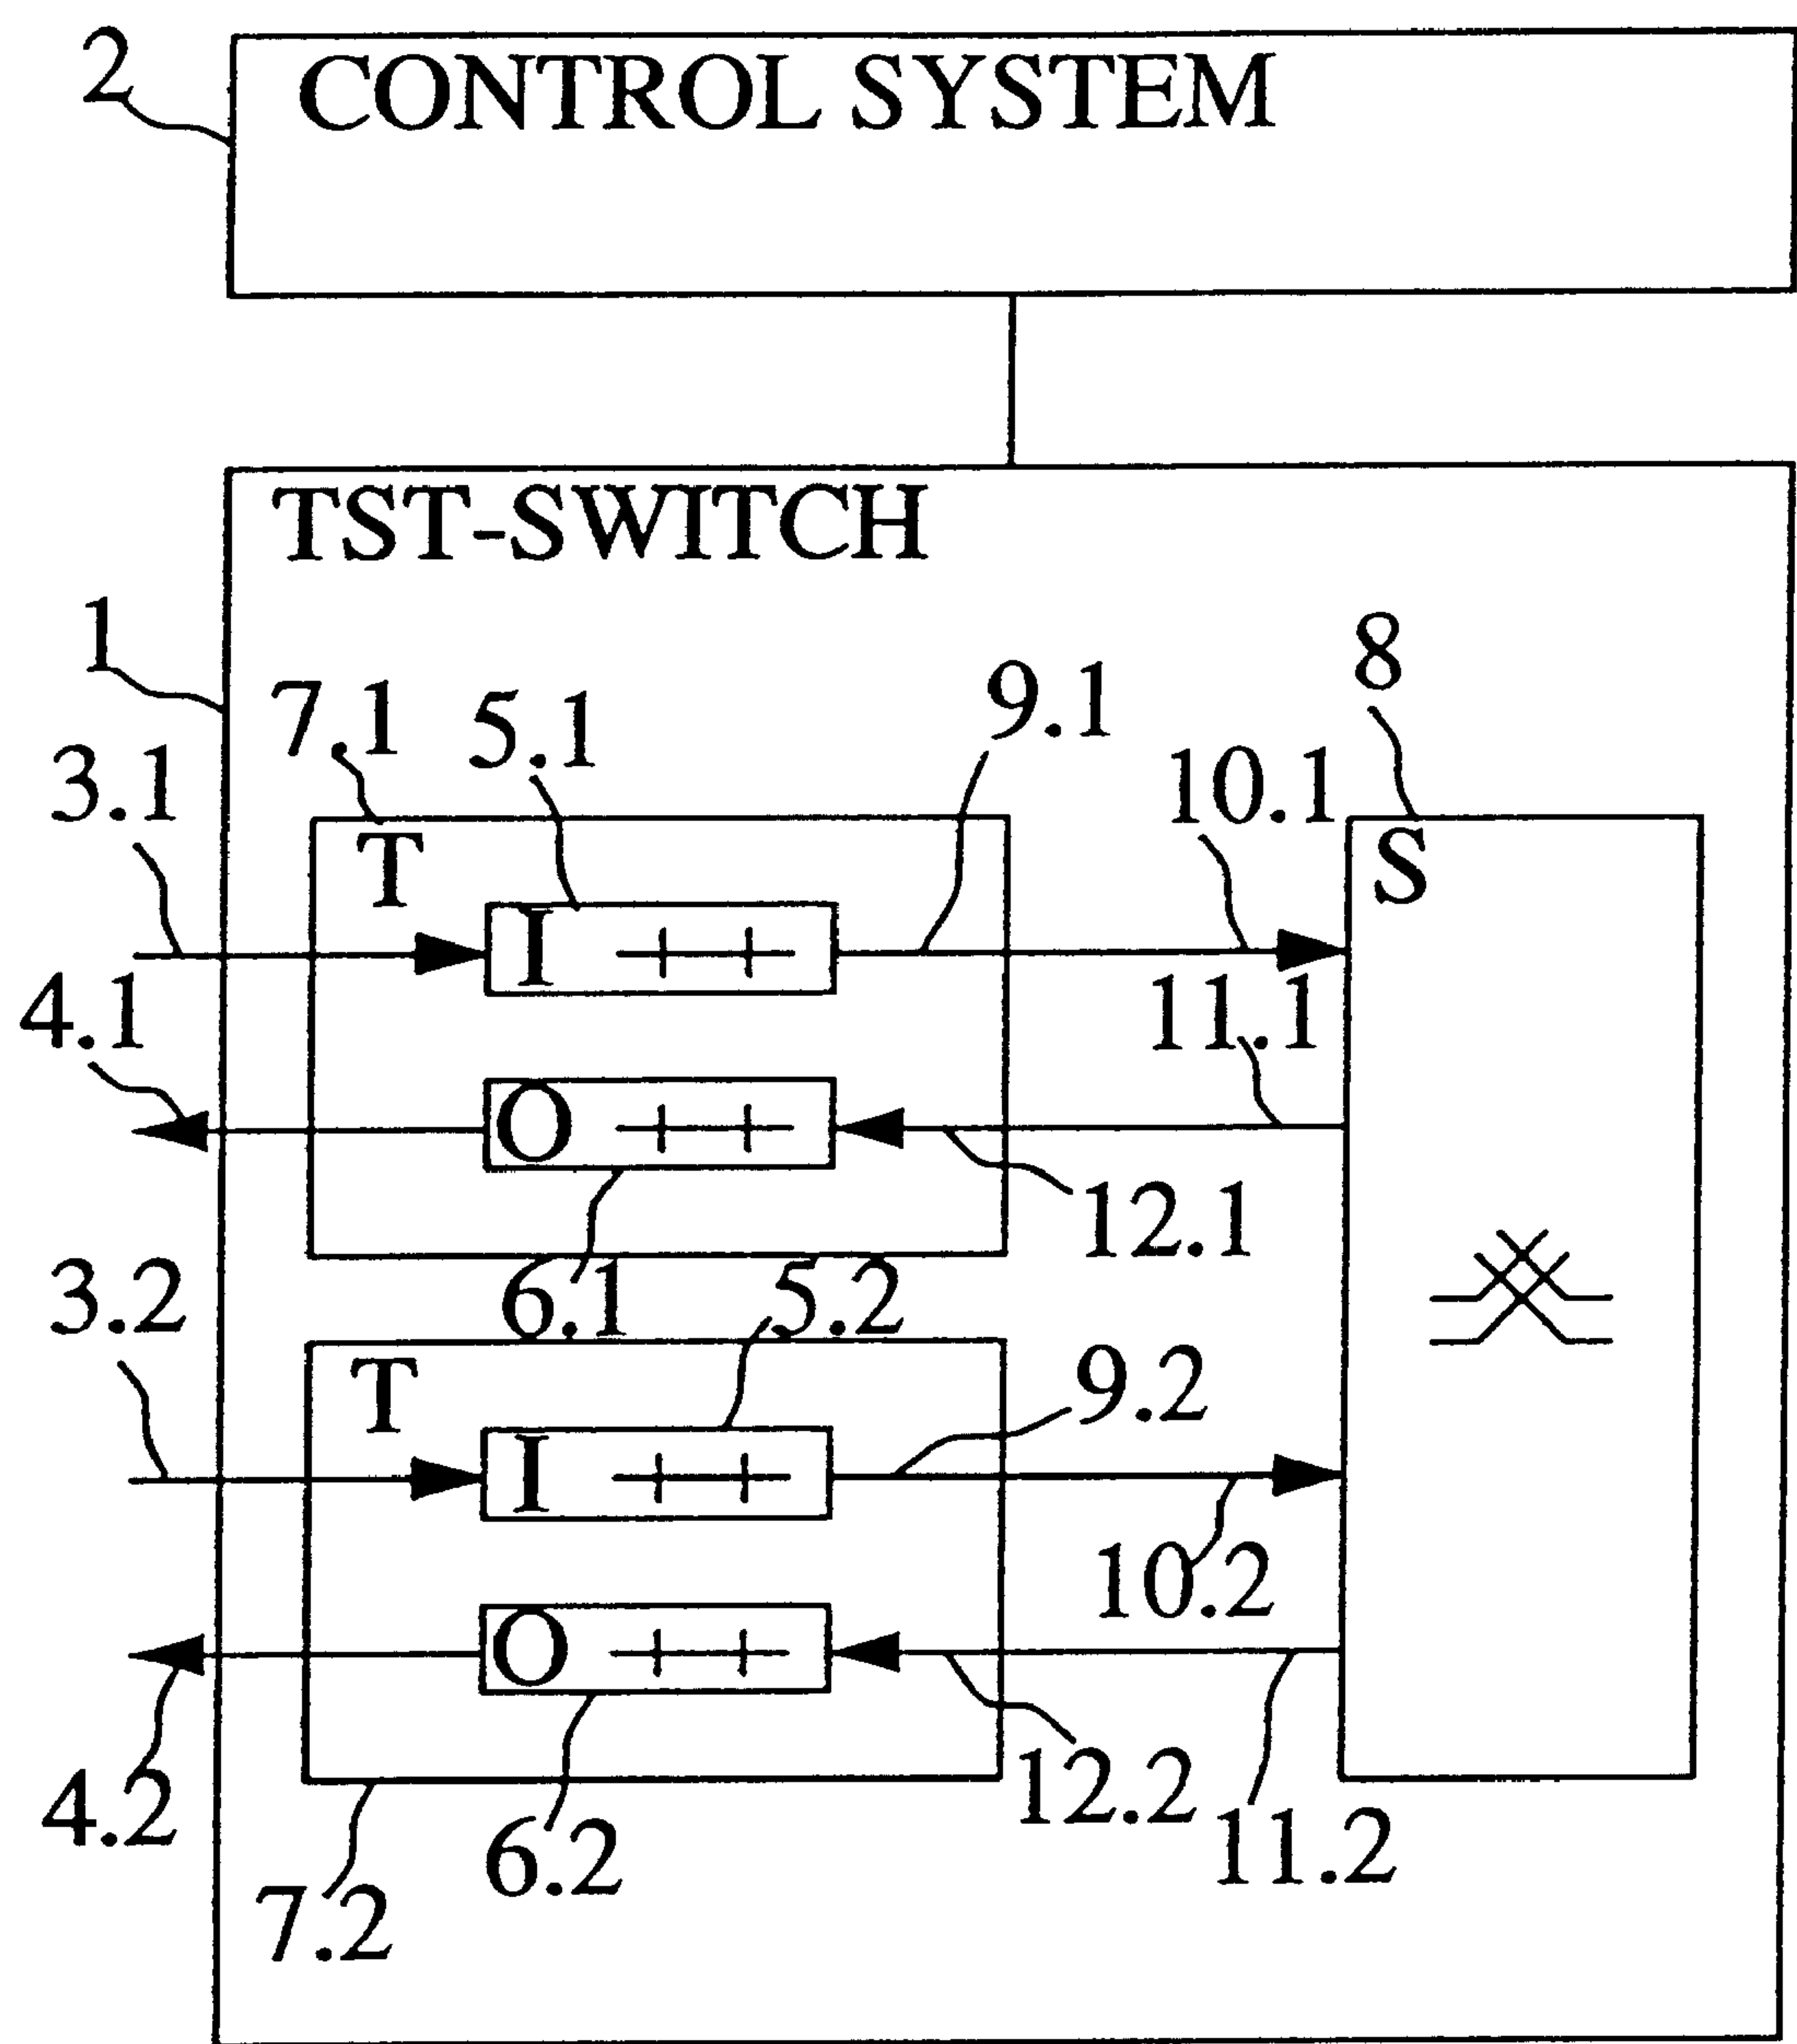 2
CONTROL SYSTEM
TST-SWITCH
1
8
7.1
5.1
9.1
3.1
10.1
T
S
I
4.1
11.1
O
12.1
3.2
6.1
5.2
T
9.2
I
10.2
O
4.2
12.2
6.2
11.2
7.2